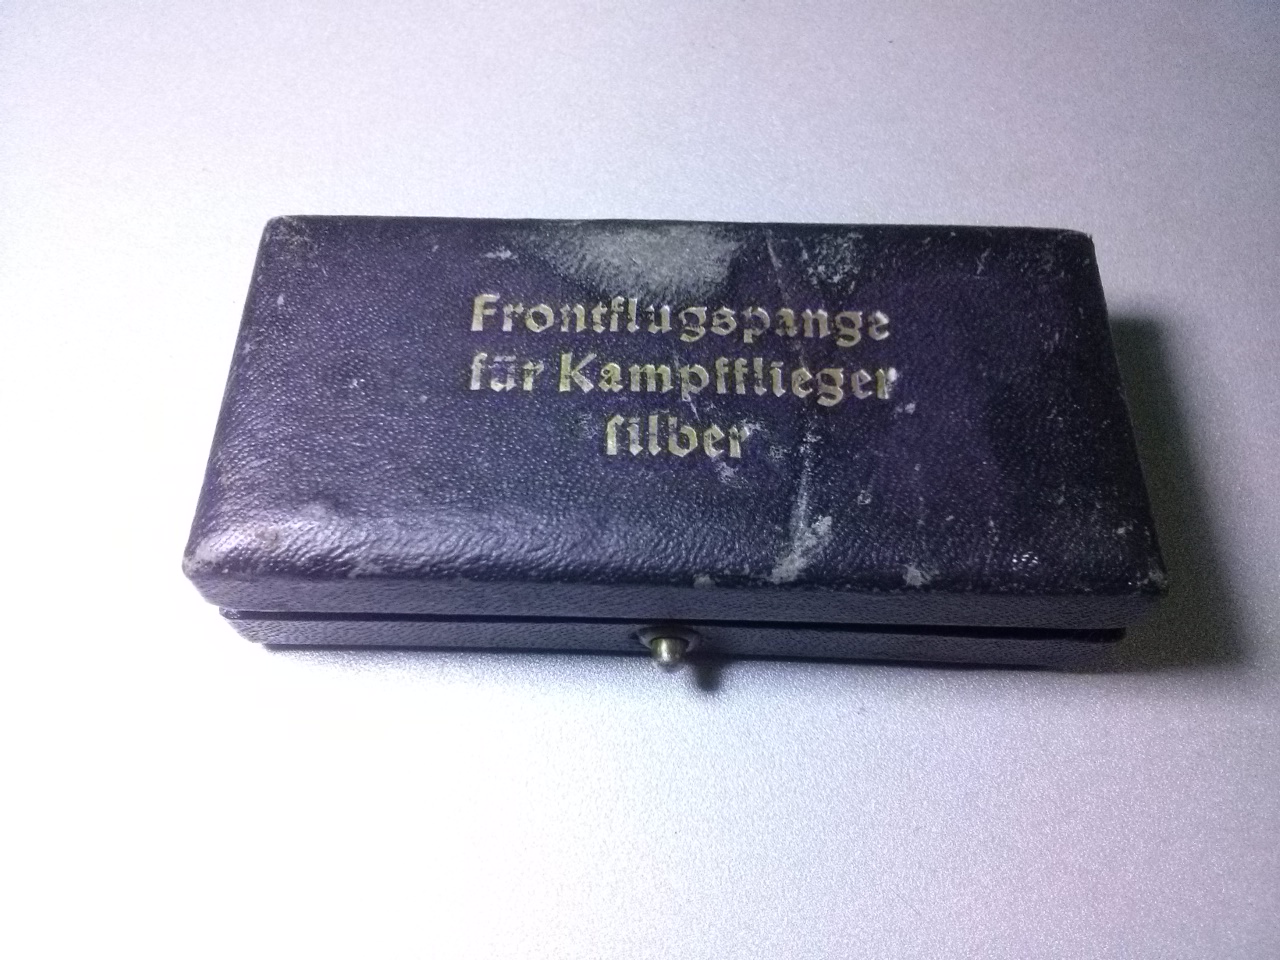 Frontflugspange
für Kampfflieger
ſilber